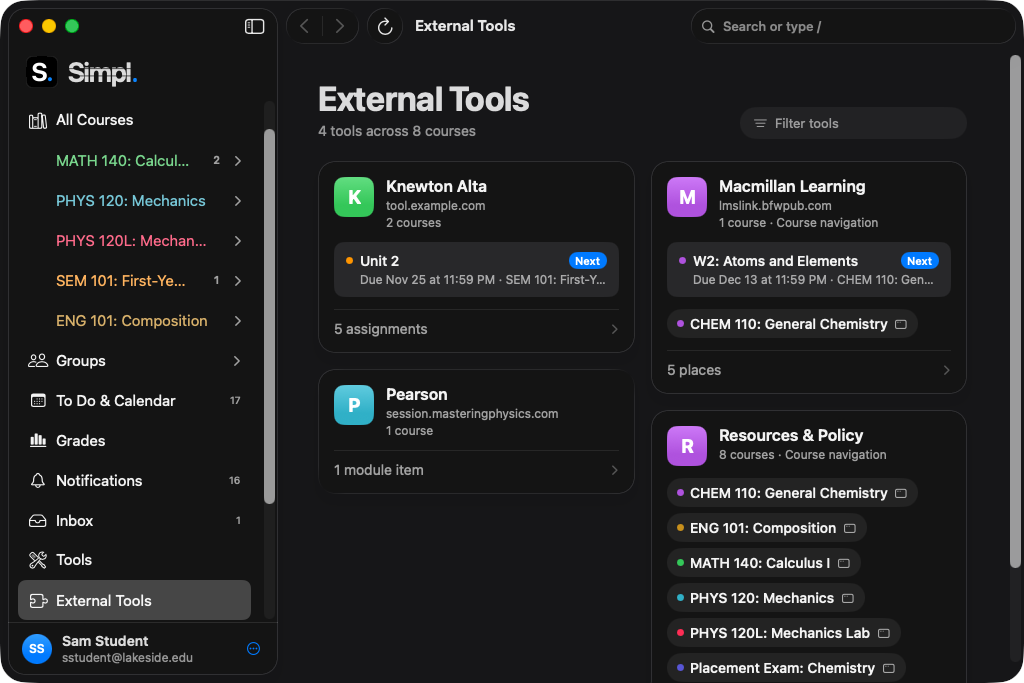 External Tools
Search or type /
S. Simpl.
All Courses
MATH 140: Calcul... 2
PHYS 120: Mechanics
PHYS 120L: Mechan...
SEM 101: First-Ye... 1
ENG 101: Composition
Groups
To Do & Calendar 17
Grades
Notifications 16
Inbox 1
Tools
External Tools
SS
Sam Student
sstudent@lakeside.edu
External Tools
4 tools across 8 courses
Filter tools
K
Knewton Alta
tool.example.com
2 courses
Unit 2 Next
Due Nov 25 at 11:59 PM · SEM 101: First-Y...
5 assignments
P
Pearson
session.masteringphysics.com
1 course
1 module item
M
Macmillan Learning
lmslink.bfwpub.com
1 course · Course navigation
W2: Atoms and Elements Next
Due Dec 13 at 11:59 PM · CHEM 110: Gen...
CHEM 110: General Chemistry
5 places
R
Resources & Policy
8 courses · Course navigation
CHEM 110: General Chemistry
ENG 101: Composition
MATH 140: Calculus I
PHYS 120: Mechanics
PHYS 120L: Mechanics Lab
Placement Exam: Chemistry